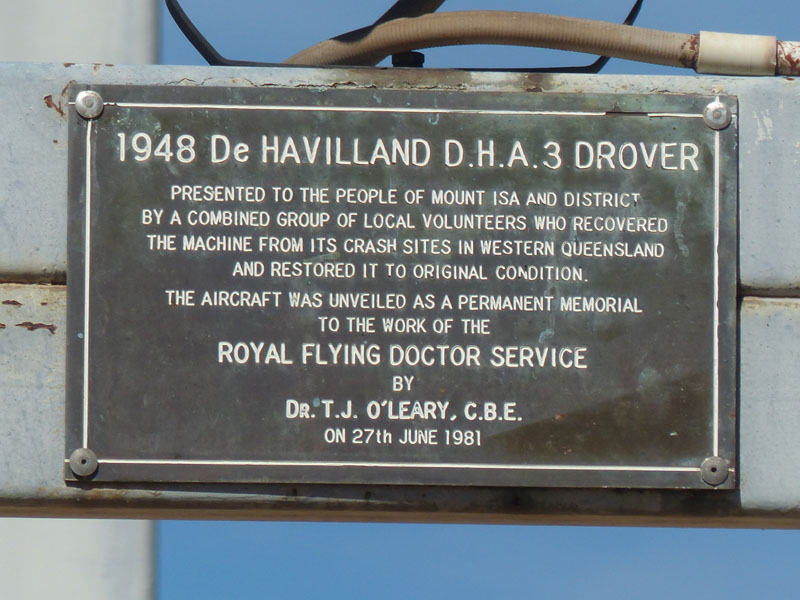 1948 De HAVILLAND D.H.A.3 DROVER
PRESENTED TO THE PEOPLE OF MOUNT ISA AND DISTRICT
BY A COMBINED GROUP OF LOCAL VOLUNTEERS WHO RECOVERED
THE MACHINE FROM ITS CRASH SITES IN WESTERN QUEENSLAND
AND RESTORED IT TO ORIGINAL CONDITION.
THE AIRCRAFT WAS UNVEILED AS A PERMANENT MEMORIAL
TO THE WORK OF THE
ROYAL FLYING DOCTOR SERVICE
BY
DR. T.J. O'LEARY, C.B.E.
ON 27th JUNE 1981